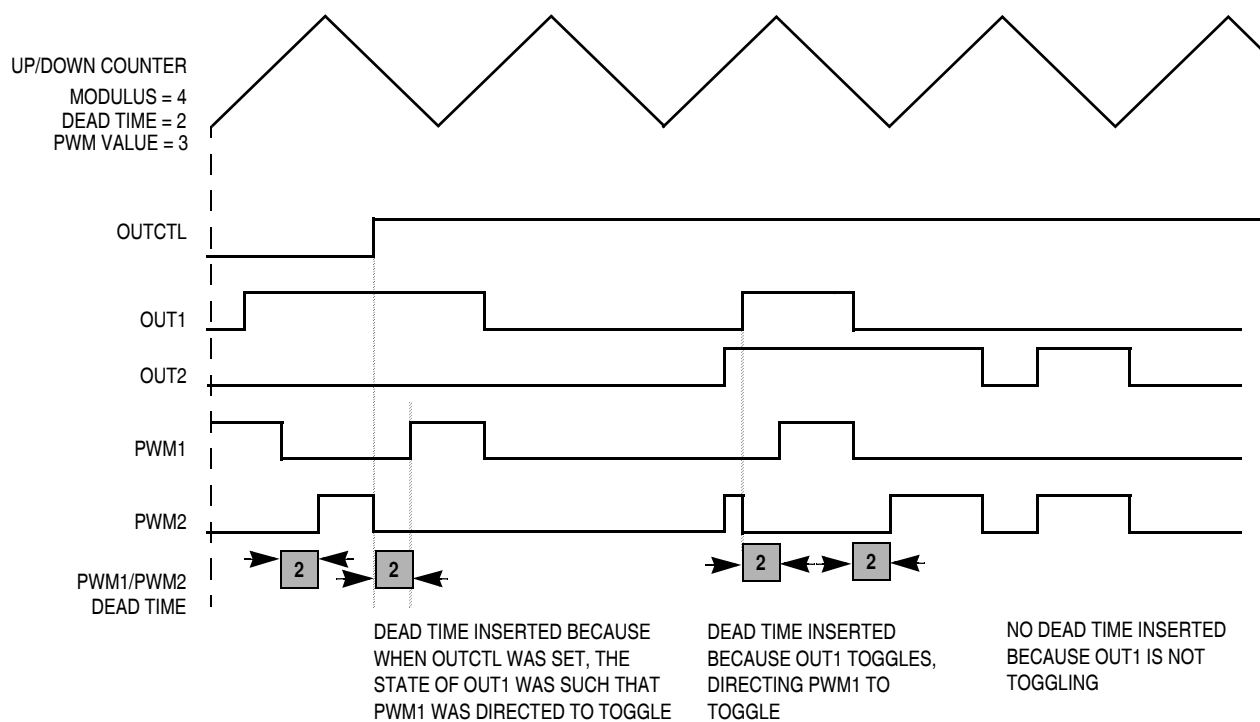 UP/DOWN COUNTER
MODULUS = 4
DEAD TIME = 2
PWM VALUE = 3
OUTCTL
OUT1
OUT2
PWM1
PWM2
PWM1/PWM2
DEAD TIME
2
2
2
2
DEAD TIME INSERTED BECAUSE
WHEN OUTCTL WAS SET, THE
STATE OF OUT1 WAS SUCH THAT
PWM1 WAS DIRECTED TO TOGGLE
DEAD TIME INSERTED
BECAUSE OUT1 TOGGLES,
DIRECTING PWM1 TO
TOGGLE
NO DEAD TIME INSERTED
BECAUSE OUT1 IS NOT
TOGGLING